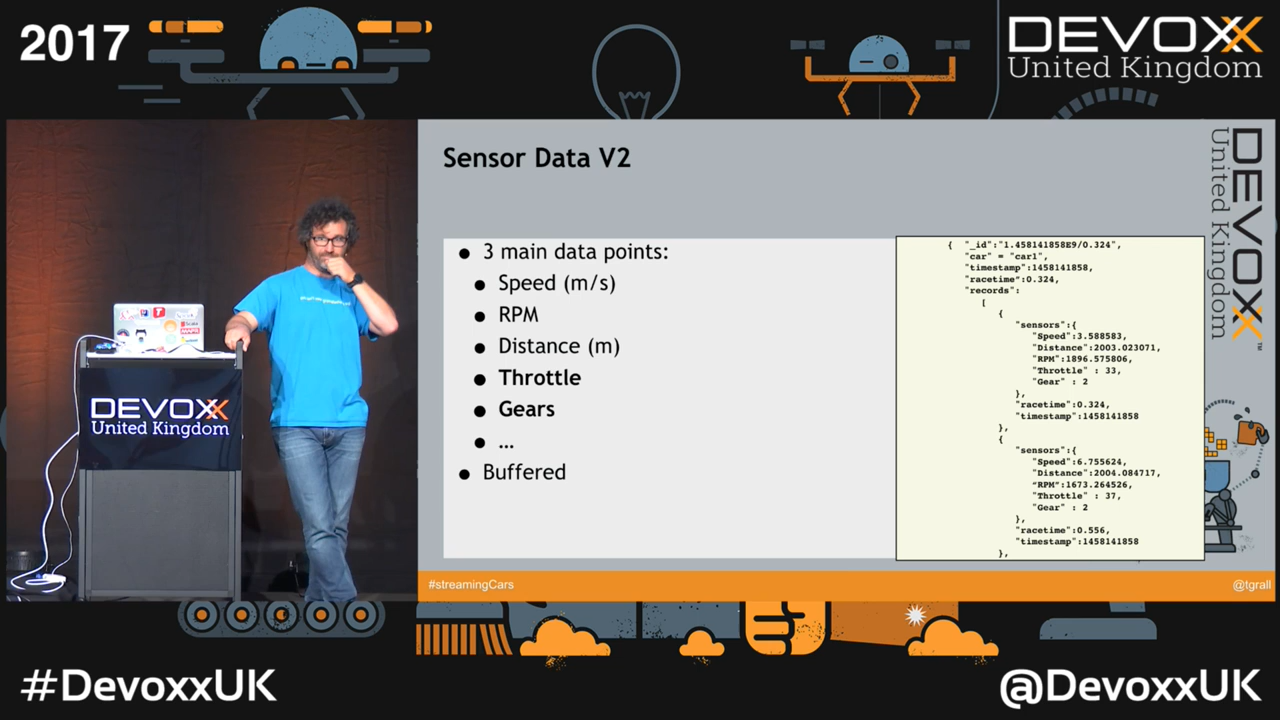 2017
DEVOXX
United Kingdom
Sensor Data V2
DEVOXX
United Kingdom
● 3 main data points:
● Speed (m/s)
● RPM
● Distance (m)
● Throttle
● Gears
● ...
● Buffered
{ "_id":"1.458141858E9/0.324",
"car" = "car1",
"timestamp":1458141858,
"racetime":0.324,
"records":
[
{
"sensors":{
"Speed":3.588583,
"Distance":2003.023071,
"RPM":1896.575806,
"Throttle" : 33,
"Gear" : 2
},
"racetime":0.324,
"timestamp":1458141858
},
{
"sensors":{
"Speed":6.755624,
"Distance":2004.084717,
"RPM":1673.264526,
"Throttle" : 37,
"Gear" : 2
},
"racetime":0.556,
"timestamp":1458141858
},
DEVOXX
United Kingdom
#streamingCars
@tgrall
#DevoxxUK
@DevoxxUK